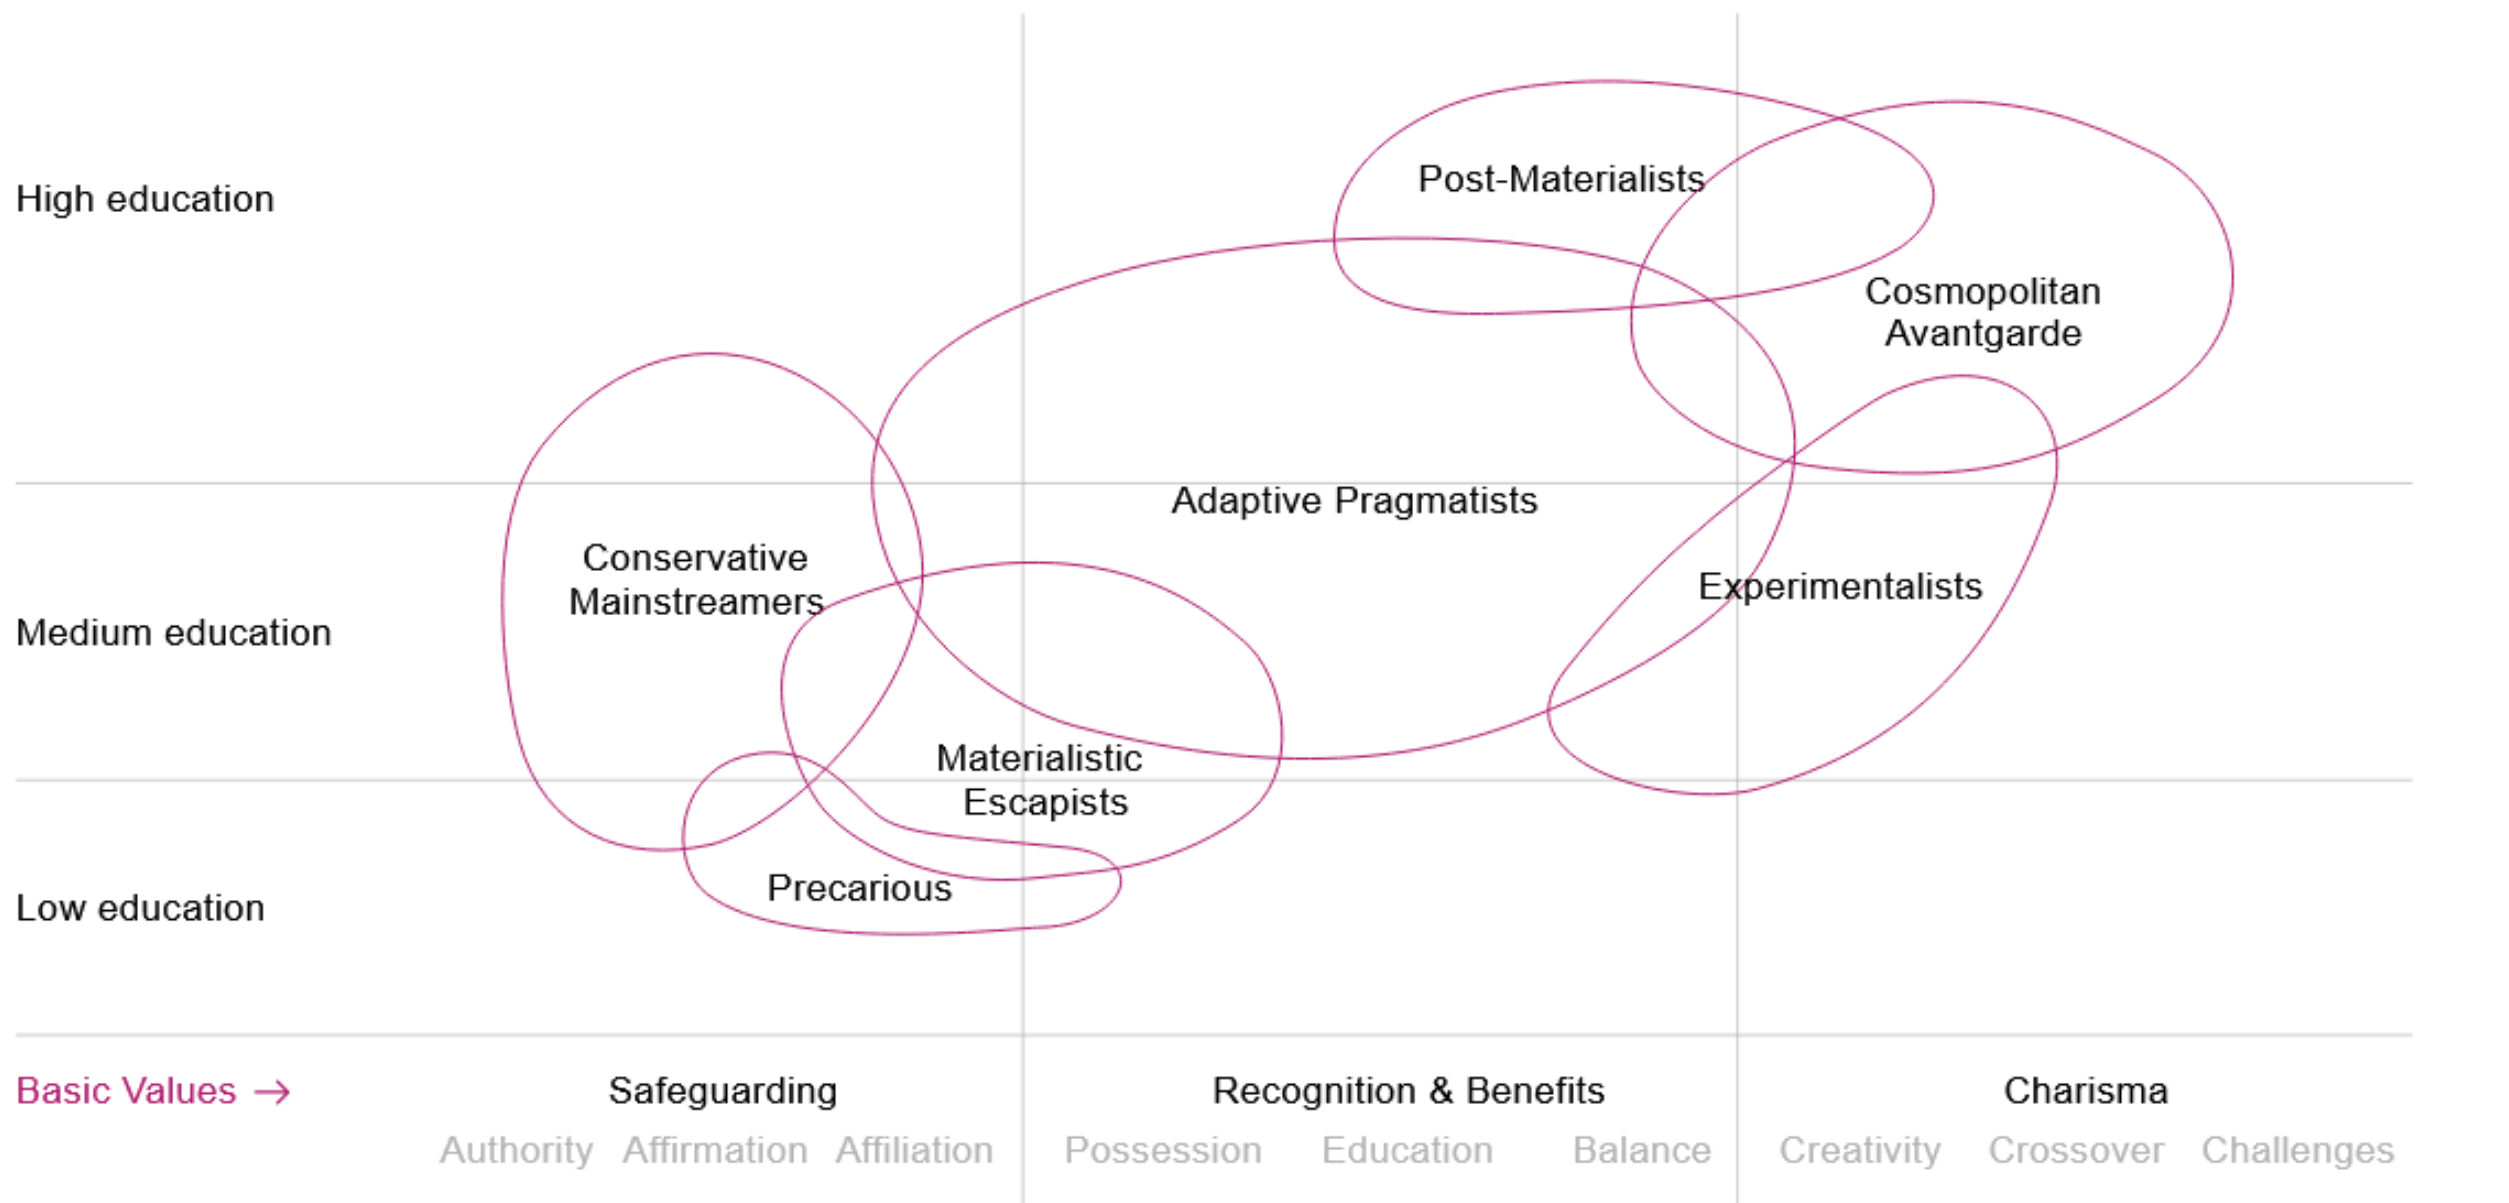 High education
Post-Materialists
Cosmopolitan
Avantgarde
Adaptive Pragmatists
Conservative
Mainstreamers
Experimentalists
Medium education
Materialistic
Escapists
Precarious
Low education
Basic Values →
Safeguarding
Recognition & Benefits
Charisma
Authority Affirmation Affiliation Possession Education Balance Creativity Crossover Challenges